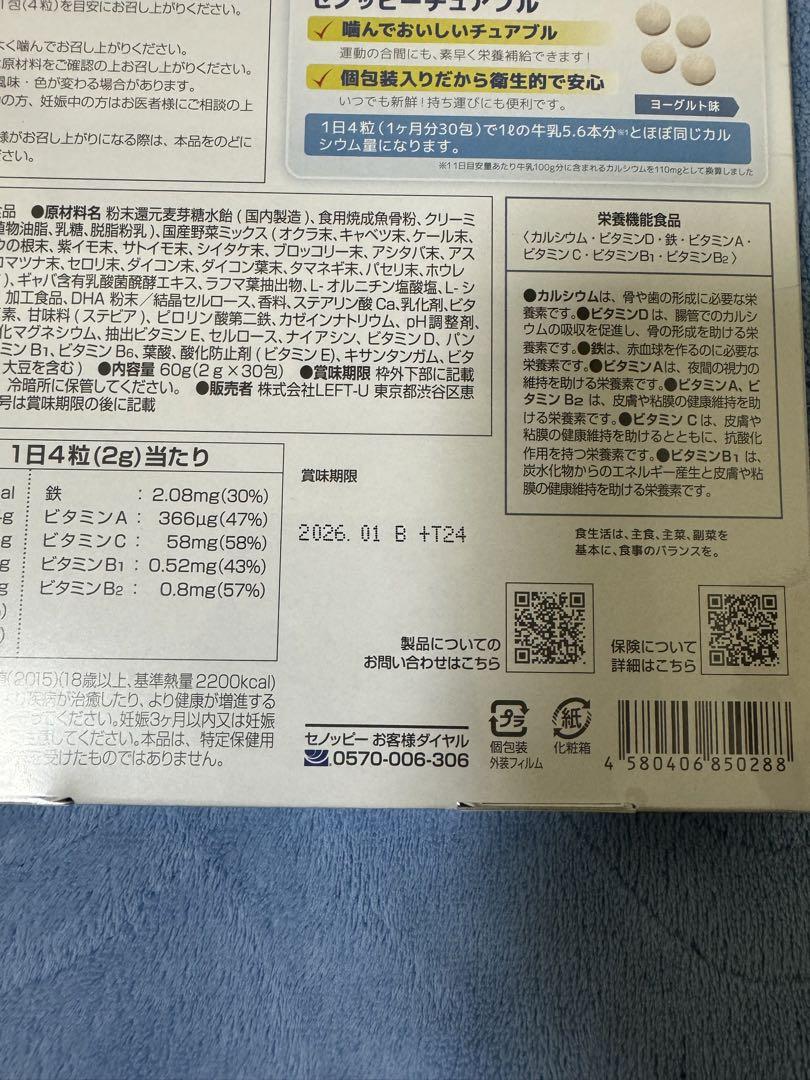 1包(4粒)を目安にお召し上がりください。
よく噛んでお召し上がりください。
原材料をご確認の上お召し上がりください。
風味・色が変わる場合があります。
の方、妊娠中の方はお医者様にご相談の上
様がお召し上がりになる際は、本品をのどに
さい。
セノッピーチュアブル
噛んでおいしいチュアブル
運動の合間にも、素早く栄養補給できます!
個包装入りだから衛生的で安心
いつでも新鮮!持ち運びにも便利です。
ヨーグルト味
1日4粒(1ヶ月分30包)で1ℓの牛乳5.6本分※1とほぼ同じカル
シウム量になります。
※1 1日目安量あたり牛乳100g分に含まれるカルシウムを110mgとして換算しました
食品 ●原材料名 粉末還元麦芽糖水飴(国内製造)、食用焼成魚骨粉、クリーミ
植物油脂、乳糖、脱脂粉乳)、国産野菜ミックス(オクラ末、キャベツ末、ケール末、
ウの根末、紫イモ末、サトイモ末、シイタケ末、ブロッコリー末、アシタバ末、アス
コマツナ末、セロリ末、ダイコン末、ダイコン葉末、タマネギ末、パセリ末、ホウレ
)、ギャバ含有乳酸菌醗酵エキス、ラフマ葉抽出物、L-オルニチン塩酸塩、L-シ
加工食品、DHA 粉末/結晶セルロース、香料、ステアリン酸Ca、乳化剤、ビタ
素、甘味料(ステビア)、ピロリン酸第二鉄、カゼインナトリウム、pH調整剤、
化マグネシウム、抽出ビタミンE、セルロース、ナイアシン、ビタミンD、パン
ミンB1、ビタミンB6、葉酸、酸化防止剤(ビタミンE)、キサンタンガム、ビタ
大豆を含む) ●内容量 60g(2g×30包) ●賞味期限 枠外下部に記載
冷暗所に保管してください。 ●販売者 株式会社LEFT-U 東京都渋谷区恵
号は賞味期限の後に記載
栄養機能食品
〈カルシウム・ビタミンD・鉄・ビタミンA・
ビタミンC・ビタミンB1・ビタミンB2〉
●カルシウムは、骨や歯の形成に必要な栄
養素です。●ビタミンDは、腸管でのカルシ
ウムの吸収を促進し、骨の形成を助ける栄
養素です。●鉄は、赤血球を作るのに必要な
栄養素です。●ビタミンAは、夜間の視力の
維持を助ける栄養素です。●ビタミンA、ビ
タミンB2は、皮膚や粘膜の健康維持を助
ける栄養素です。●ビタミンCは、皮膚や
粘膜の健康維持を助けるとともに、抗酸化
作用を持つ栄養素です。●ビタミンB1は、
炭水化物からのエネルギー産生と皮膚や粘
膜の健康維持を助ける栄養素です。
1日4粒(2g)当たり
鉄 : 2.08mg(30%)
ビタミンA : 366μg(47%)
ビタミンC : 58mg(58%)
ビタミンB1 : 0.52mg(43%)
ビタミンB2 : 0.8mg(57%)
賞味期限
2026. 01 B +T24
食生活は、主食、主菜、副菜を
基本に、食事のバランスを。
製品についての
お問い合わせはこちら
保険について
詳細はこちら
(2015)(18歳以上、基準熱量2200kcal)
疾病が治癒したり、より健康が増進する
てください。妊娠3ヶ月以内又は妊娠
してください。本品は、特定保健用
を受けたものではありません。
セノッピー お客様ダイヤル
0570-006-306
プラ
個包装
外装フィルム
紙
化粧箱
4 580406 850288